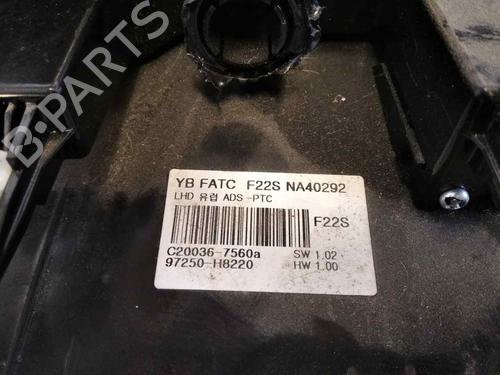 B-PARTS
YB FATC F22S NA40292
LHD 유럽 ADS -PTC
F22S
C20036-7560a SW 1.02
97250-H8220 HW 1.00